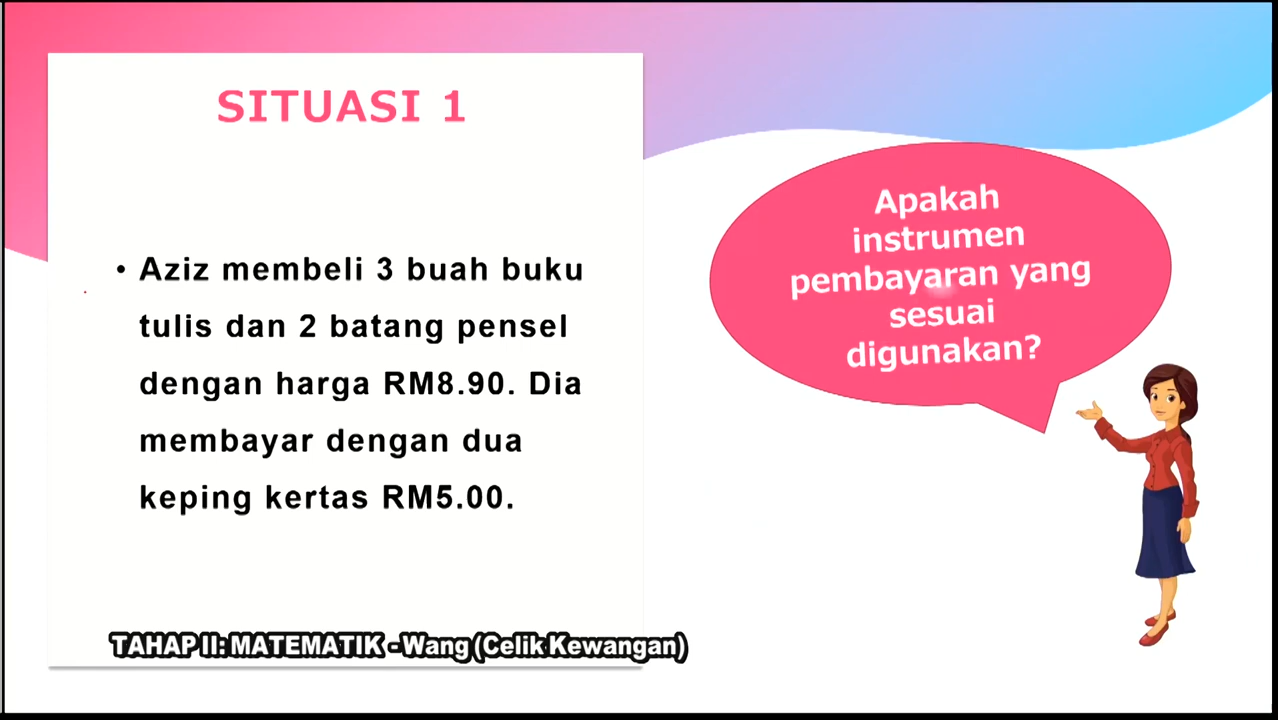 SITUASI 1
• Aziz membeli 3 buah buku
tulis dan 2 batang pensel
dengan harga RM8.90. Dia
membayar dengan dua
keping kertas RM5.00.
Apakah
instrumen
pembayaran yang
sesuai
digunakan?
TAHAP II: MATEMATIK - Wang (Celik Kewangan)